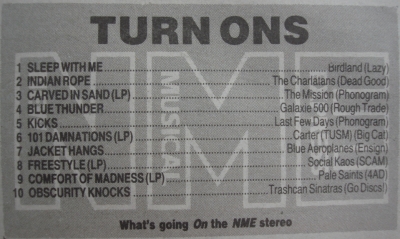 TURN ONS
1 SLEEP WITH ME Birdland (Lazy)
2 INDIAN ROPE The Charlatans (Dead Good)
3 CARVED IN SAND (LP) The Mission (Phonogram)
4 BLUE THUNDER Galaxie 500 (Rough Trade)
5 KICKS Last Few Days (Phonogram)
6 101 DAMNATIONS (LP) Carter (TUSM) (Big Cat)
7 JACKET HANGS Blue Aeroplanes (Ensign)
8 FREESTYLE (LP) Social Kaos (SCAM)
9 COMFORT OF MADNESS (LP) Pale Saints (4AD)
10 OBSCURITY KNOCKS Trashcan Sinatras (Go Discs!)
NME
MUSICAL
What's going On the NME stereo